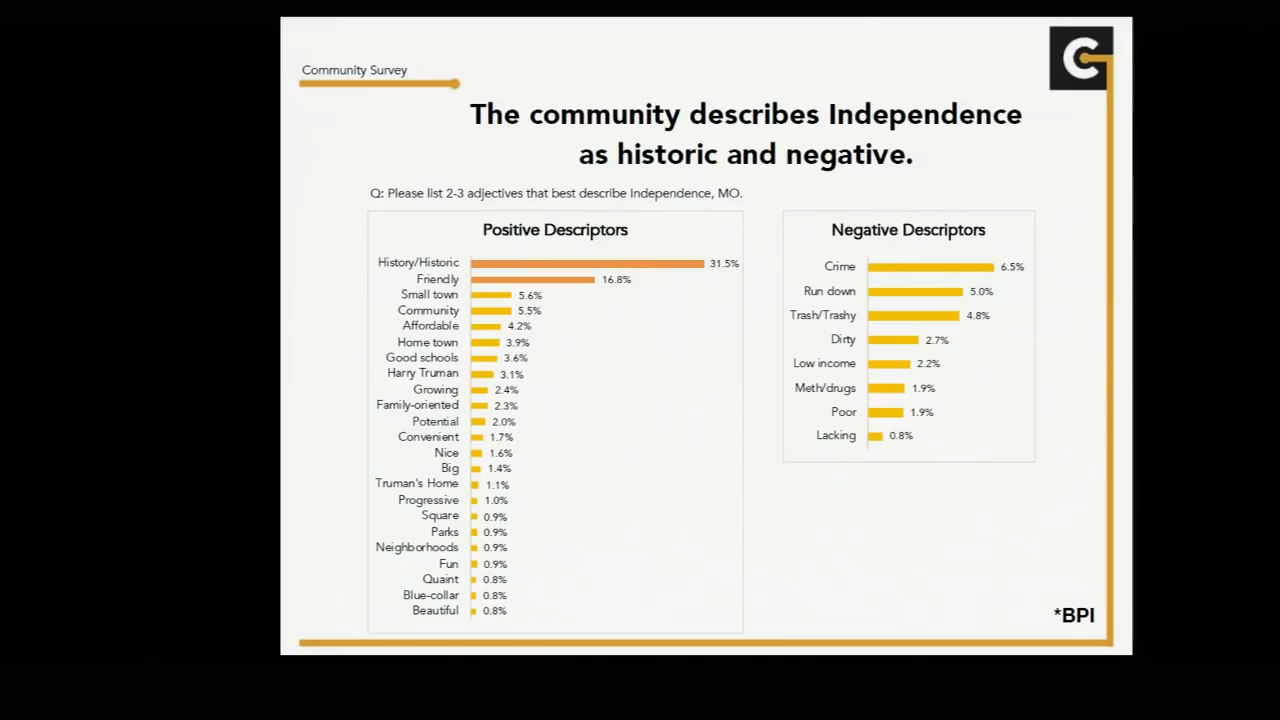 Community Survey
C
The community describes Independence
as historic and negative.
Q: Please list 2-3 adjectives that best describe Independence, MO.
Positive Descriptors
History/Historic 31.5%
Friendly 16.8%
Small town 5.6%
Community 5.5%
Affordable 4.2%
Home town 3.9%
Good schools 3.6%
Harry Truman 3.1%
Growing 2.4%
Family-oriented 2.3%
Potential 2.0%
Convenient 1.7%
Nice 1.6%
Big 1.4%
Truman's Home 1.1%
Progressive 1.0%
Square 0.9%
Parks 0.9%
Neighborhoods 0.9%
Fun 0.9%
Quaint 0.8%
Blue-collar 0.8%
Beautiful 0.8%
Negative Descriptors
Crime 6.5%
Run down 5.0%
Trash/Trashy 4.8%
Dirty 2.7%
Low income 2.2%
Meth/drugs 1.9%
Poor 1.9%
Lacking 0.8%
*BPI